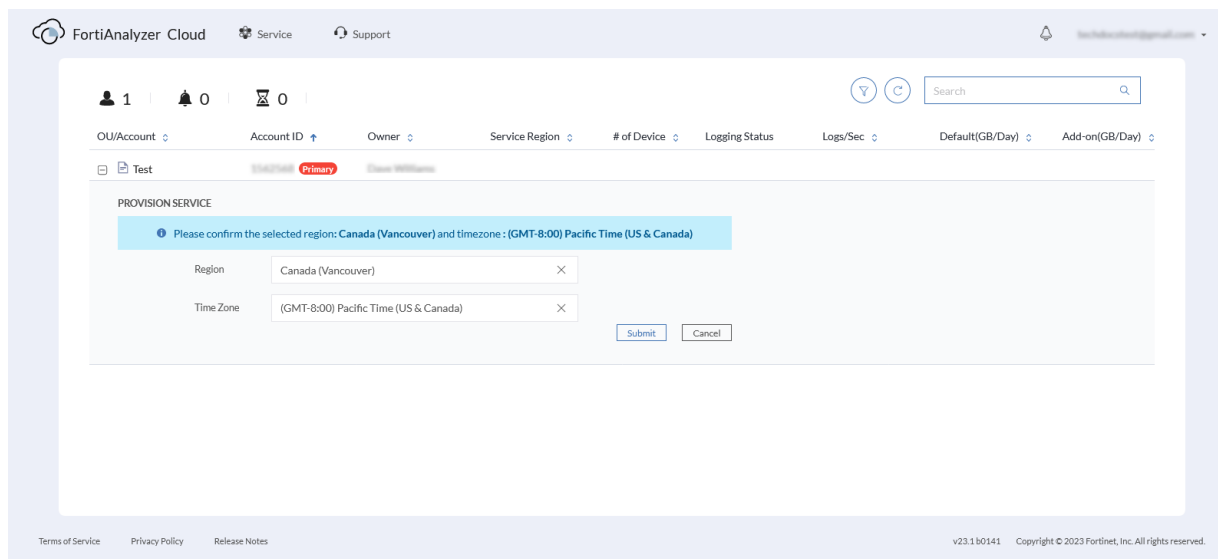 FortiAnalyzer Cloud Service Support
1 0 0 Search
OU/Account Account ID Owner Service Region # of Device Logging Status Logs/Sec Default(GB/Day) Add-on(GB/Day)
Test Primary
PROVISION SERVICE
Please confirm the selected region: Canada (Vancouver) and timezone : (GMT-8:00) Pacific Time (US & Canada)
Region Canada (Vancouver)
Time Zone (GMT-8:00) Pacific Time (US & Canada)
Submit Cancel
Terms of Service Privacy Policy Release Notes v23.1 b0141 Copyright © 2023 Fortinet, Inc. All rights reserved.